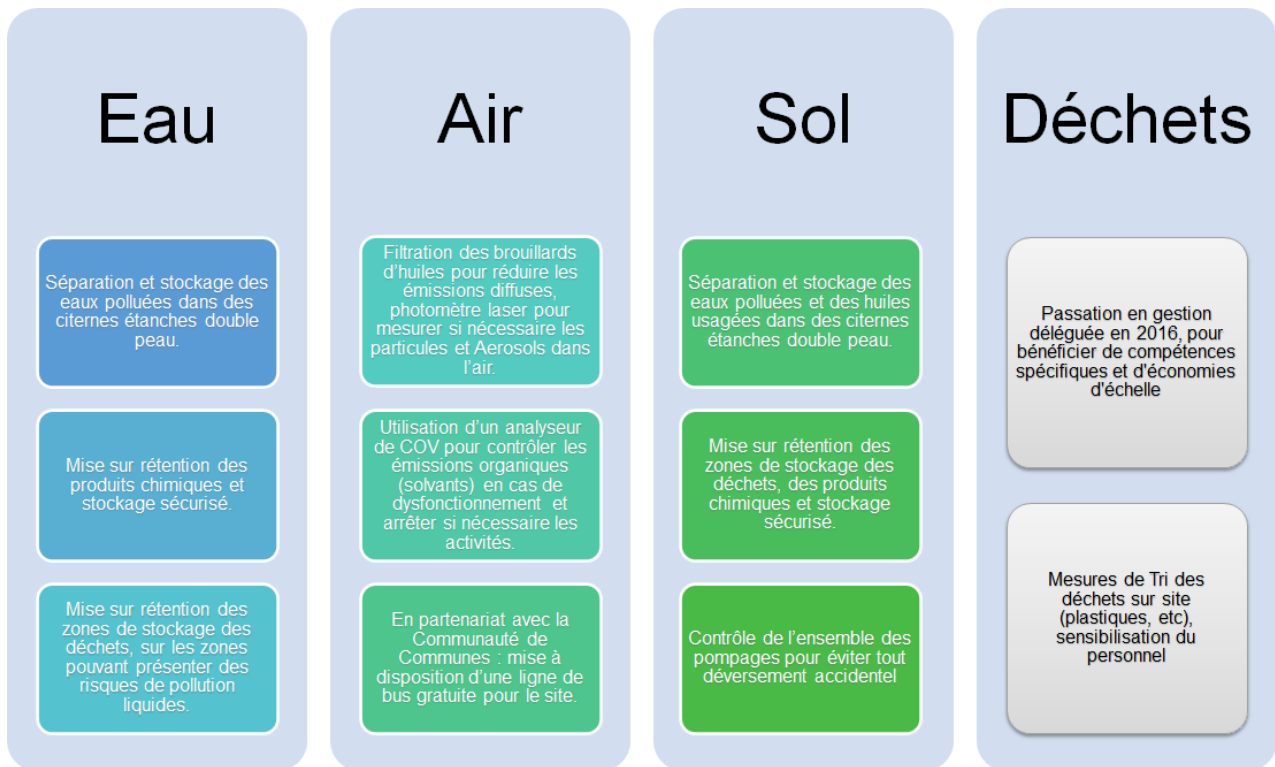 Eau
Séparation et stockage des
eaux polluées dans des
citernes étanches double
peau.
Mise sur rétention des
produits chimiques et
stockage sécurisé.
Mise sur rétention des
zones de stockage des
déchets, sur les zones
pouvant présenter des
risques de pollution
liquides.
Air
Filtration des brouillards
d’huiles pour réduire les
émissions diffuses,
photomètre laser pour
mesurer si nécessaire les
particules et Aerosols dans
l’air.
Utilisation d’un analyseur
de COV pour contrôler les
émissions organiques
(solvants) en cas de
dysfonctionnement et
arrêter si nécessaire les
activités.
En partenariat avec la
Communauté de
Communes : mise à
disposition d’une ligne de
bus gratuite pour le site.
Sol
Séparation et stockage des
eaux polluées et des huiles
usagées dans des citernes
étanches double peau.
Mise sur rétention des
zones de stockage des
déchets, des produits
chimiques et stockage
sécurisé.
Contrôle de l’ensemble des
pompages pour éviter tout
déversement accidentel
Déchets
Passation en gestion
déléguée en 2016, pour
bénéficier de compétences
spécifiques et d'économies
d'échelle
Mesures de Tri des
déchets sur site
(plastiques, etc),
sensibilisation du
personnel